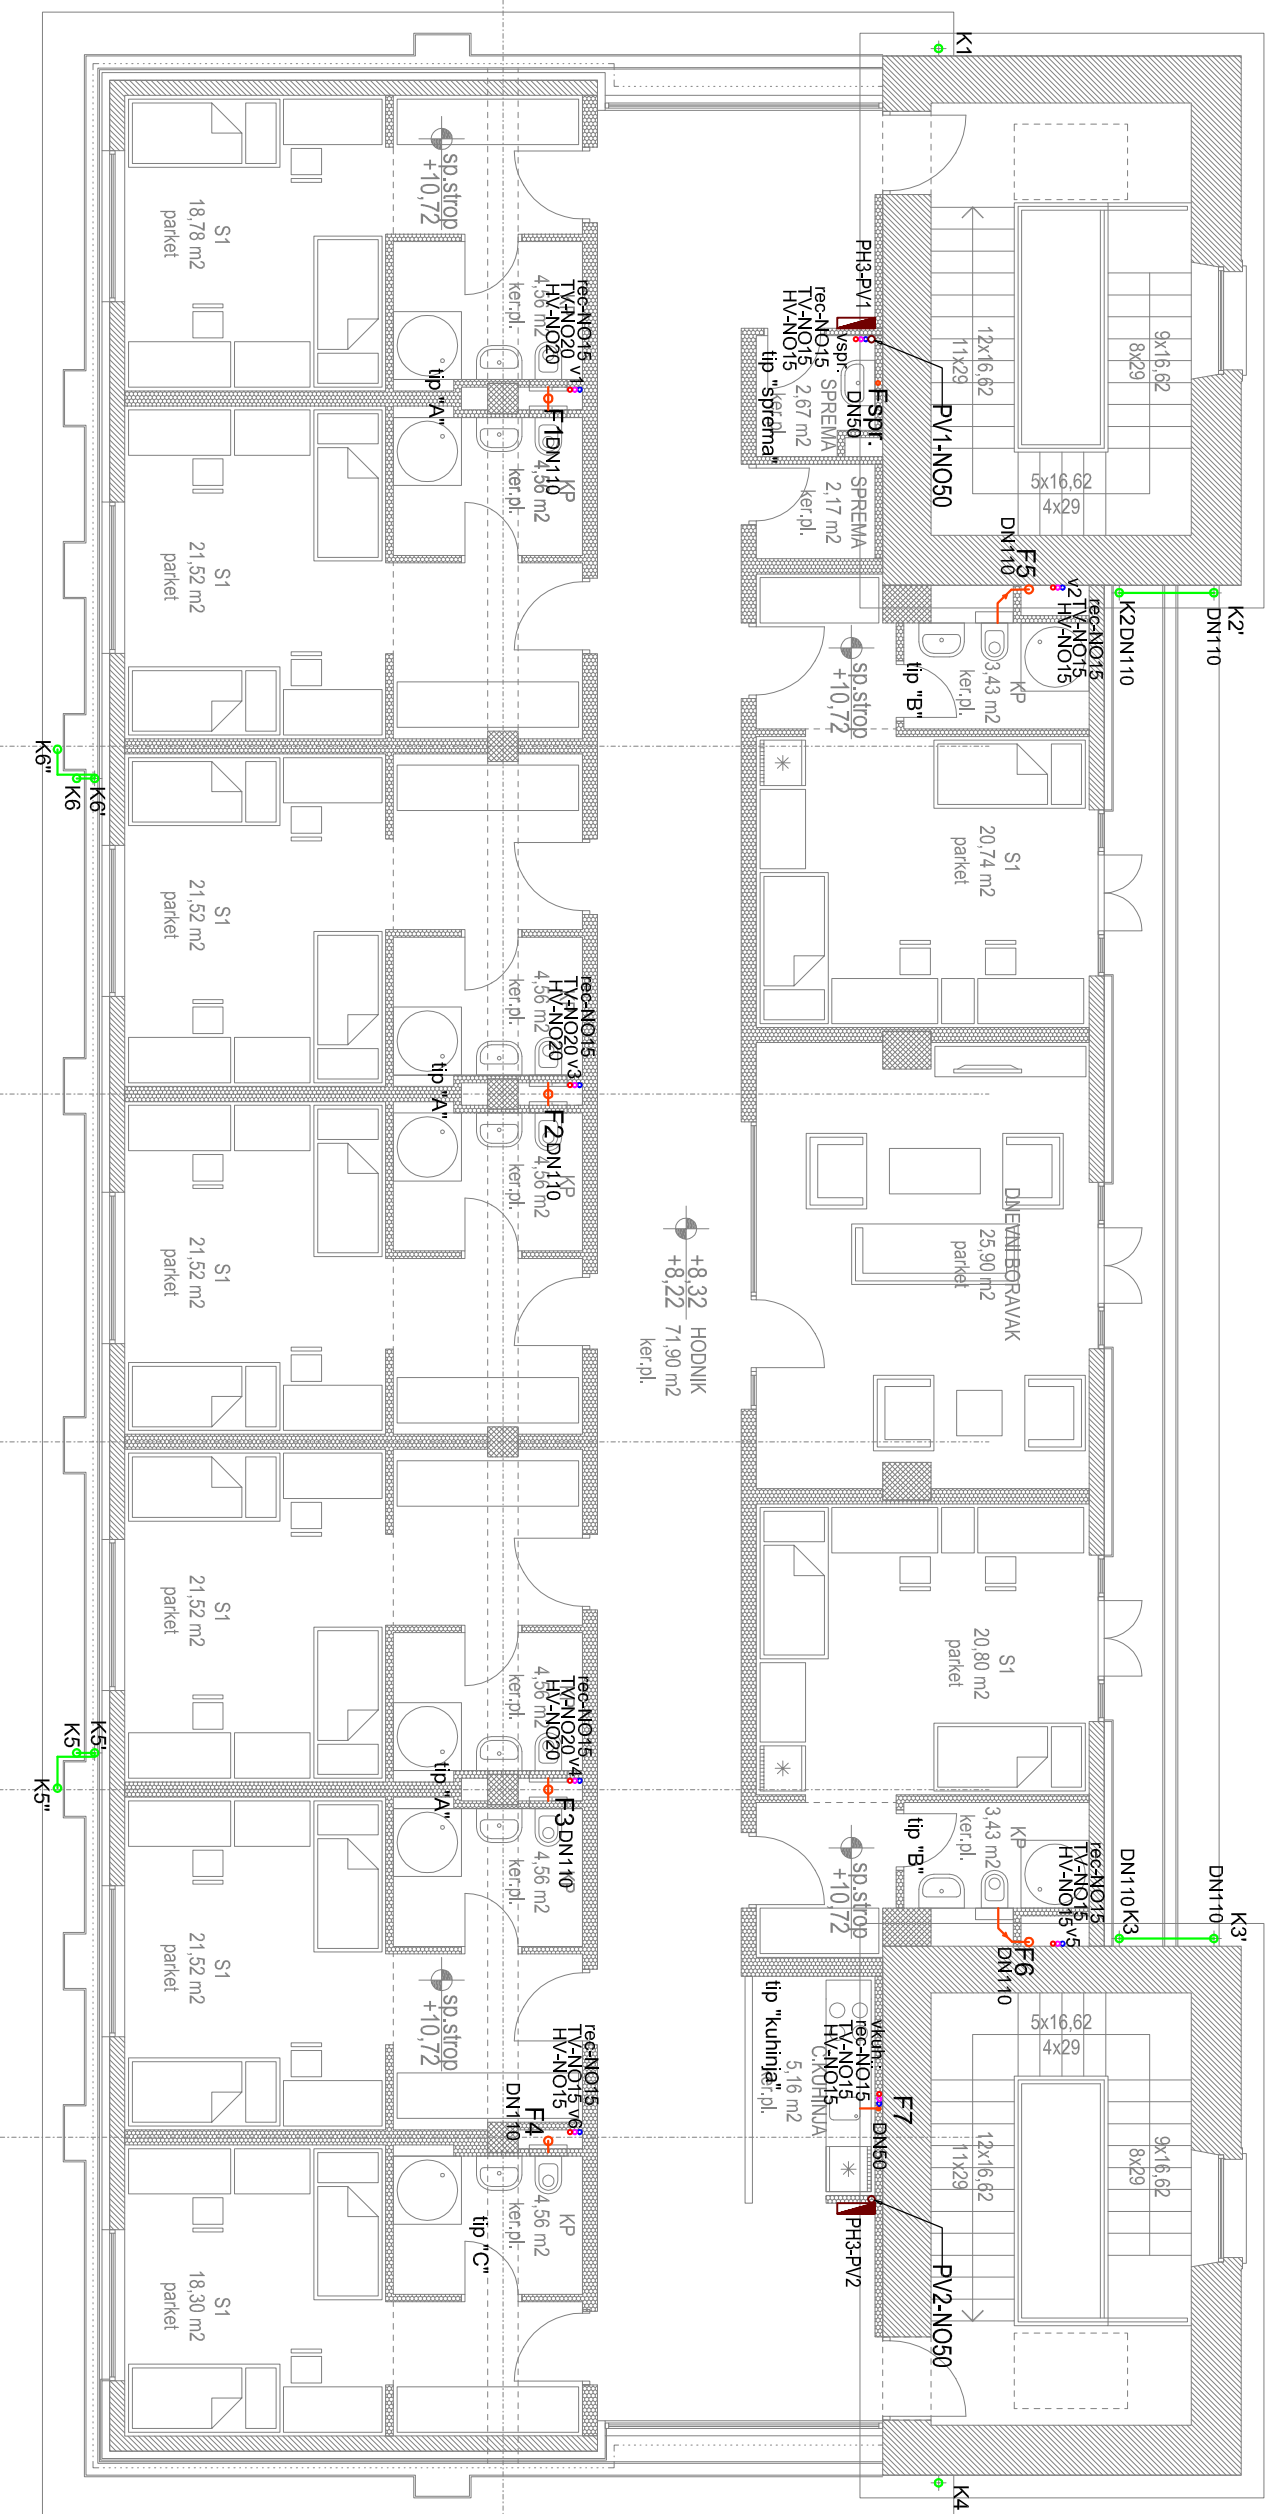 K1
PH3-PV1
rec-NO15
TV-NO15
HV-NO15
vspr.
Fspr.
DN50
SPREMA
2,67 m2
ker.pl.
tip "sprema"
PV1-NO50
9x16,62
8x29
12x16,62
11x29
5x16,62
4x29
SPREMA
2,17 m2
ker.pl.
F5
DN110
v2
rec-NO15
TV-NO15
HV-NO15
K2 DN110
K2'
DN110
KP
3,43 m2
ker.pl.
tip "B"
sp.strop
+10,72
S1
20,74 m2
parket
DNEVNI BORAVAK
25,90 m2
parket
+8,32
+8,22
HODNIK
71,90 m2
ker.pl.
S1
20,80 m2
parket
KP
3,43 m2
ker.pl.
tip "B"
sp.strop
+10,72
rec-NO15
TV-NO15
HV-NO15
v5
DN110 K3
DN110
K3'
F6
DN110
5x16,62
4x29
9x16,62
8x29
12x16,62
11x29
vkuh.
rec-NO15
TV-NO15
HV-NO15
Č.KUHINJA
5,16 m2
ker.pl.
tip "kuhinja"
F7
DN50
PH3-PV2
PV2-NO50
K4
sp.strop
+10,72
S1
18,78 m2
parket
4,56 m2
ker.pl.
rec-NO15
TV-NO20
HV-NO20
v1
tip "A"
F1 DN110
KP
4,56 m2
ker.pl.
S1
21,52 m2
parket
K6"
K6
K6'
S1
21,52 m2
parket
4,56 m2
ker.pl.
rec-NO15
TV-NO20
HV-NO20
v3
tip "A"
F2 DN110
KP
4,56 m2
ker.pl.
S1
21,52 m2
parket
S1
21,52 m2
parket
4,56 m2
ker.pl.
rec-NO15
TV-NO20
HV-NO20
v4
tip "A"
F3 DN110
KP
4,56 m2
ker.pl.
K5
K5'
K5"
S1
21,52 m2
parket
sp.strop
+10,72
rec-NO15
TV-NO15
HV-NO15
v6
F4
DN110
KP
4,56 m2
ker.pl.
tip "C"
S1
18,30 m2
parket